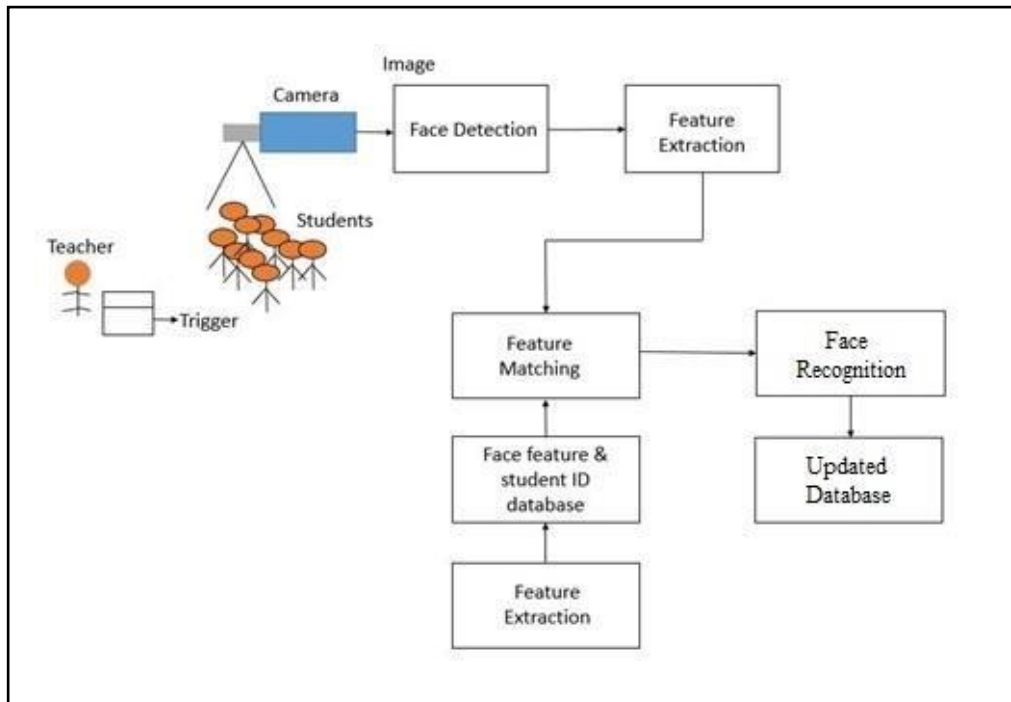 Image
Camera
Face Detection
Feature
Extraction
Students
Teacher
Trigger
Feature
Matching
Face
Recognition
Face feature &
student ID
database
Updated
Database
Feature
Extraction